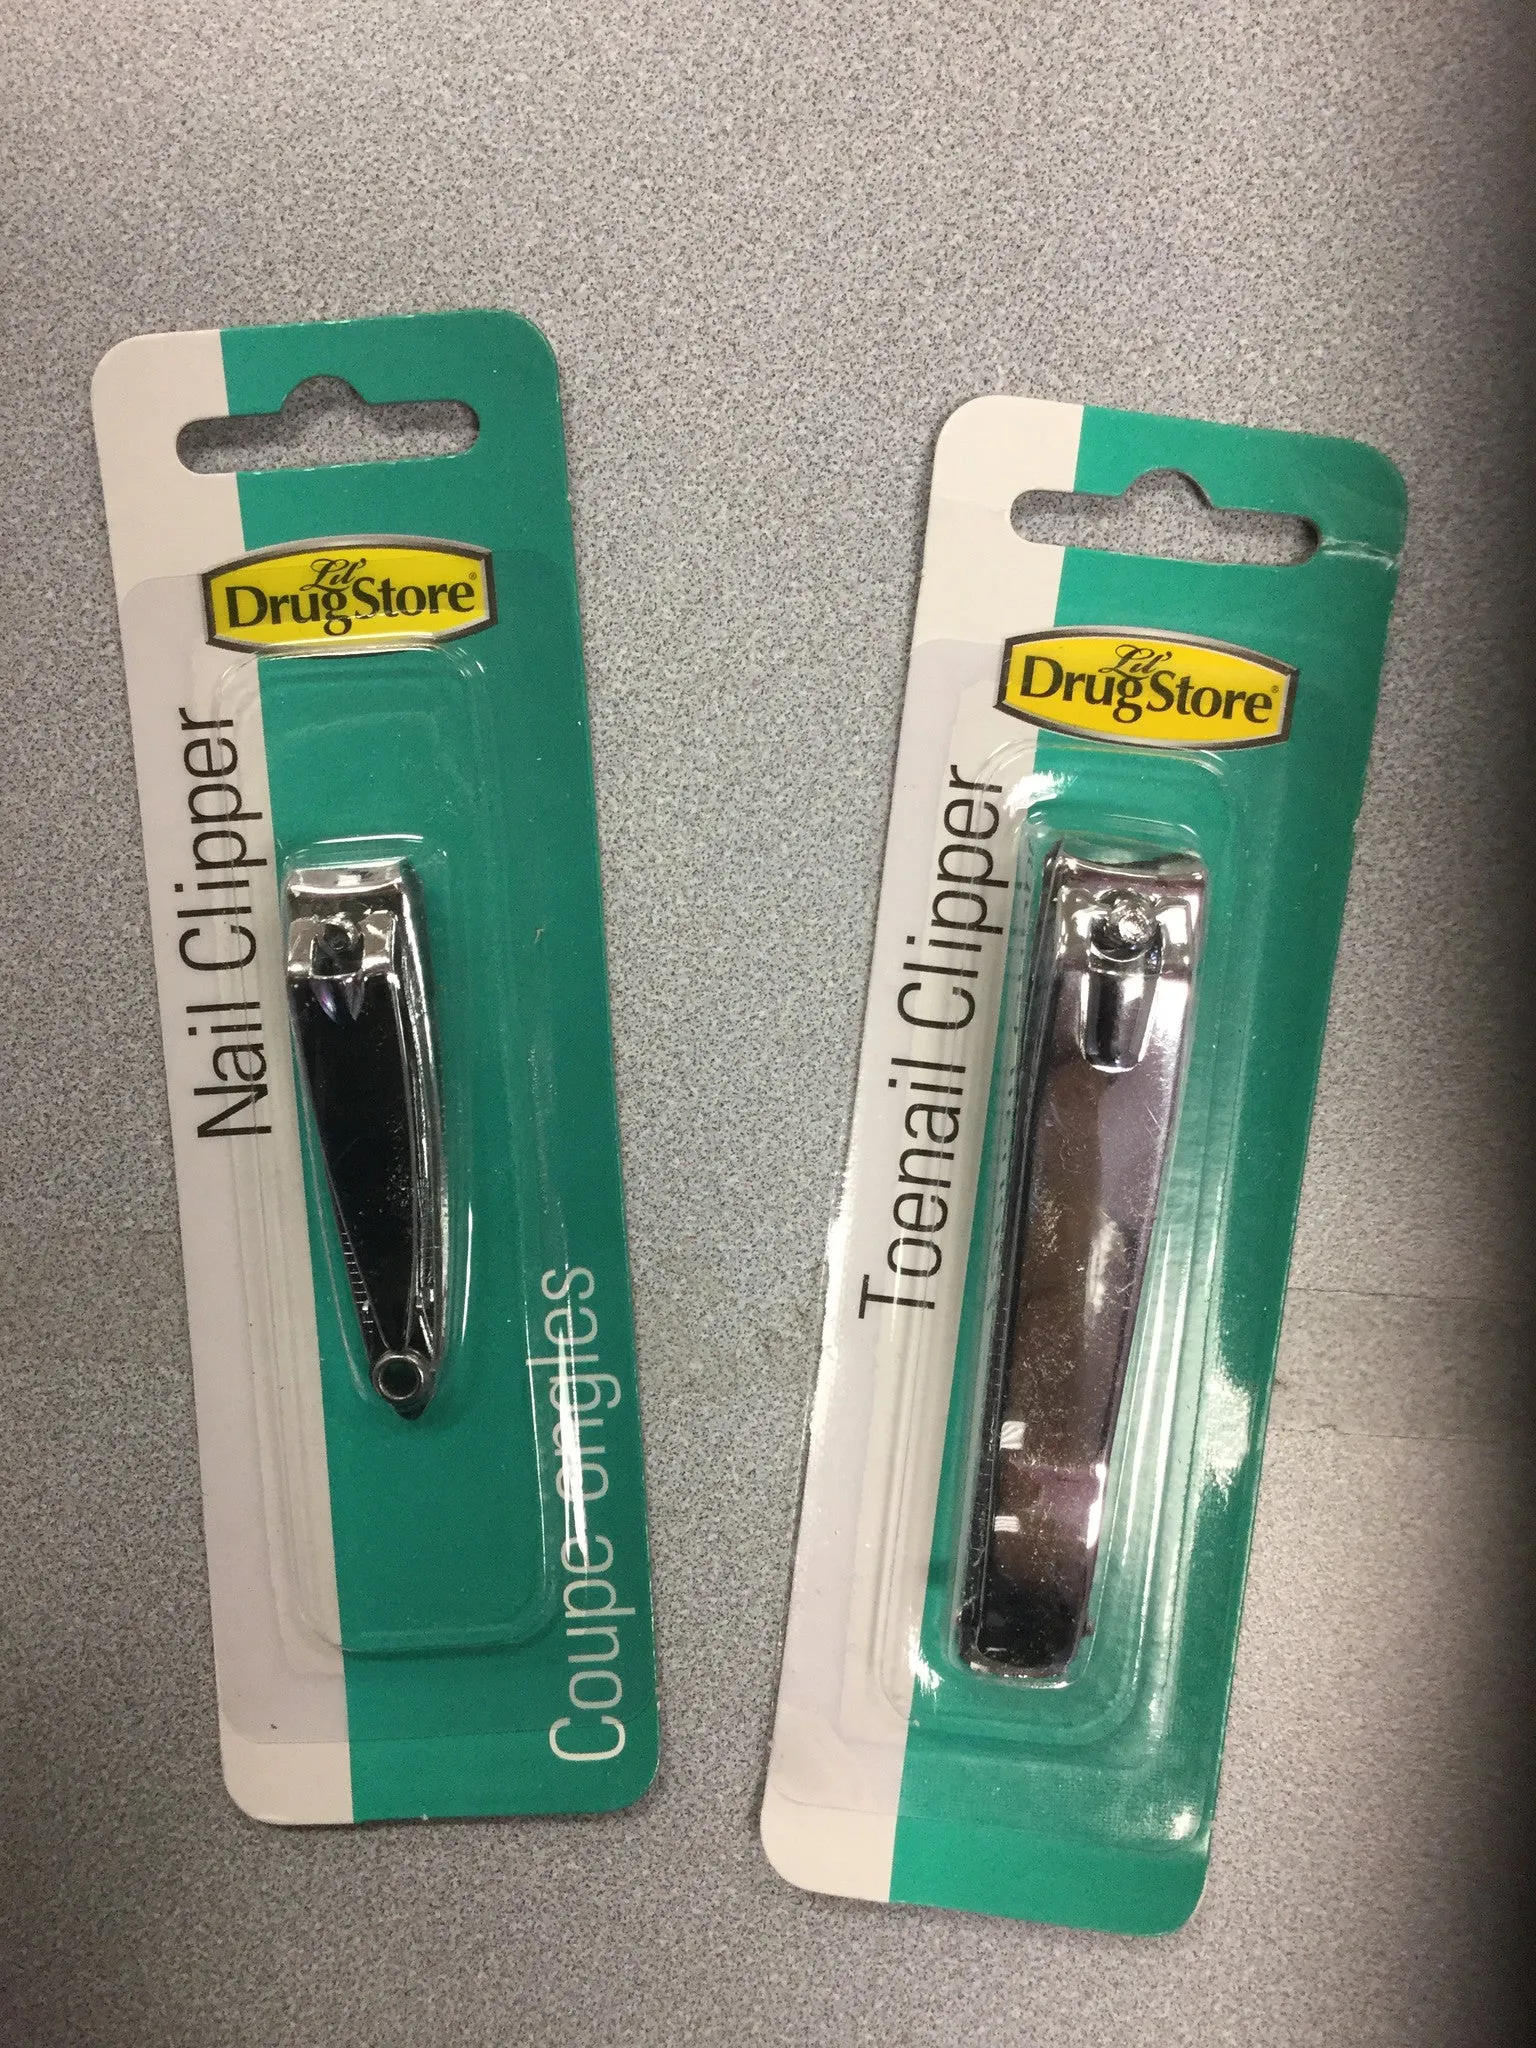 Lil'
DrugStore®
Nail Clipper
Coupe-ongles
Lil'
DrugStore®
Toenail Clipper